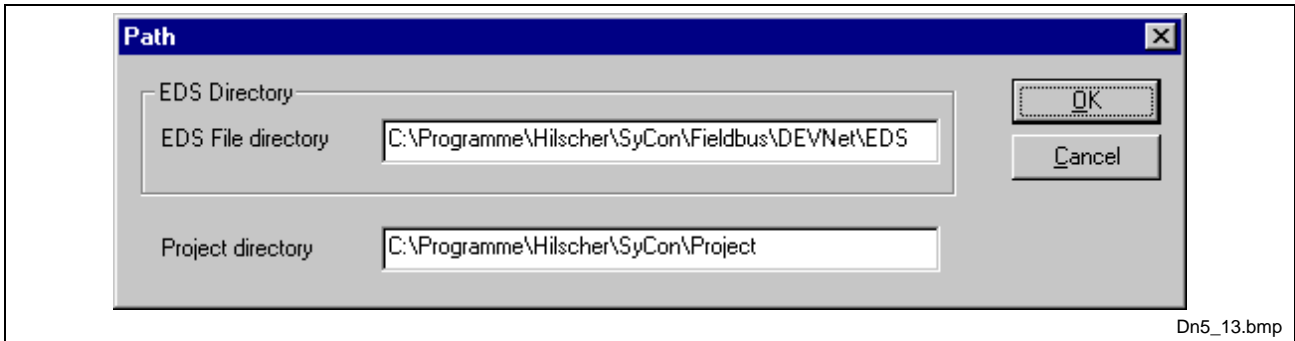 Path
EDS Directory
OK
EDS File directory C:\Programme\Hilscher\SyCon\Fieldbus\DEVNet\EDS
Cancel
Project directory C:\Programme\Hilscher\SyCon\Project
Dn5_13.bmp